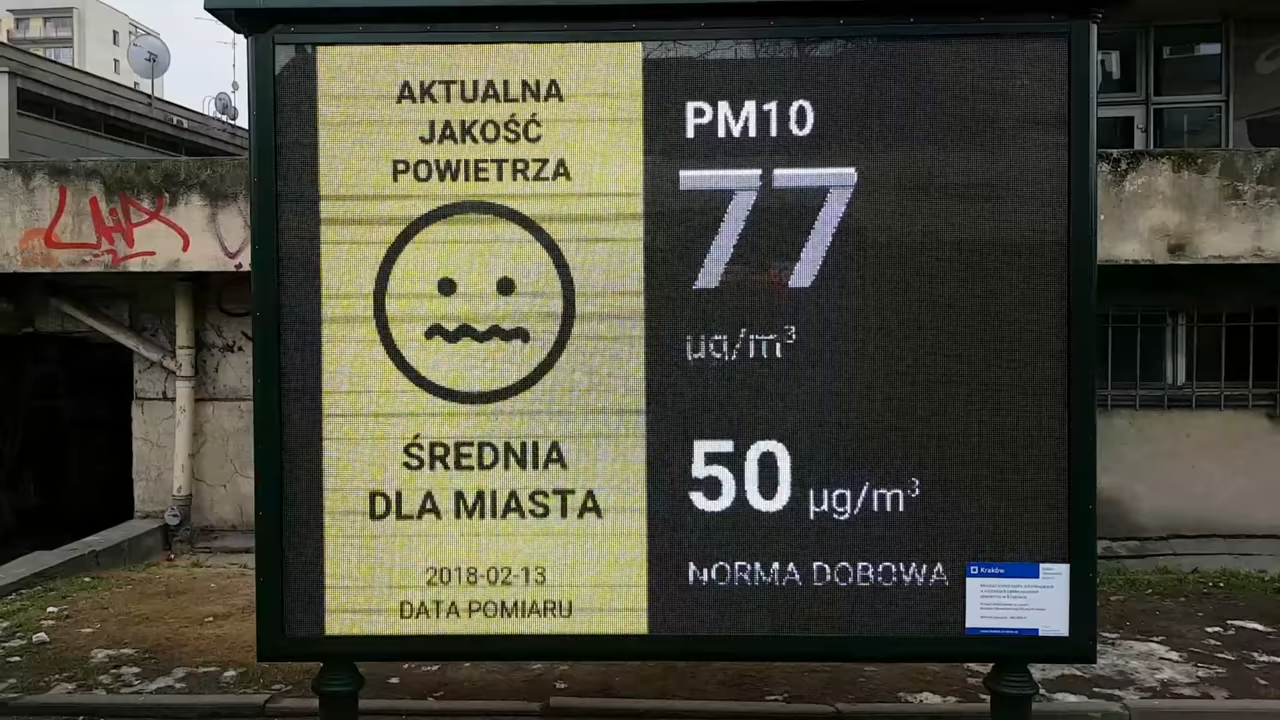 AKTUALNA
JAKOŚĆ
POWIETRZA
ŚREDNIA
DLA MIASTA
2018-02-13
DATA POMIARU
PM10
77
µg/m³
50 µg/m³
NORMA DOBOWA
Kraków